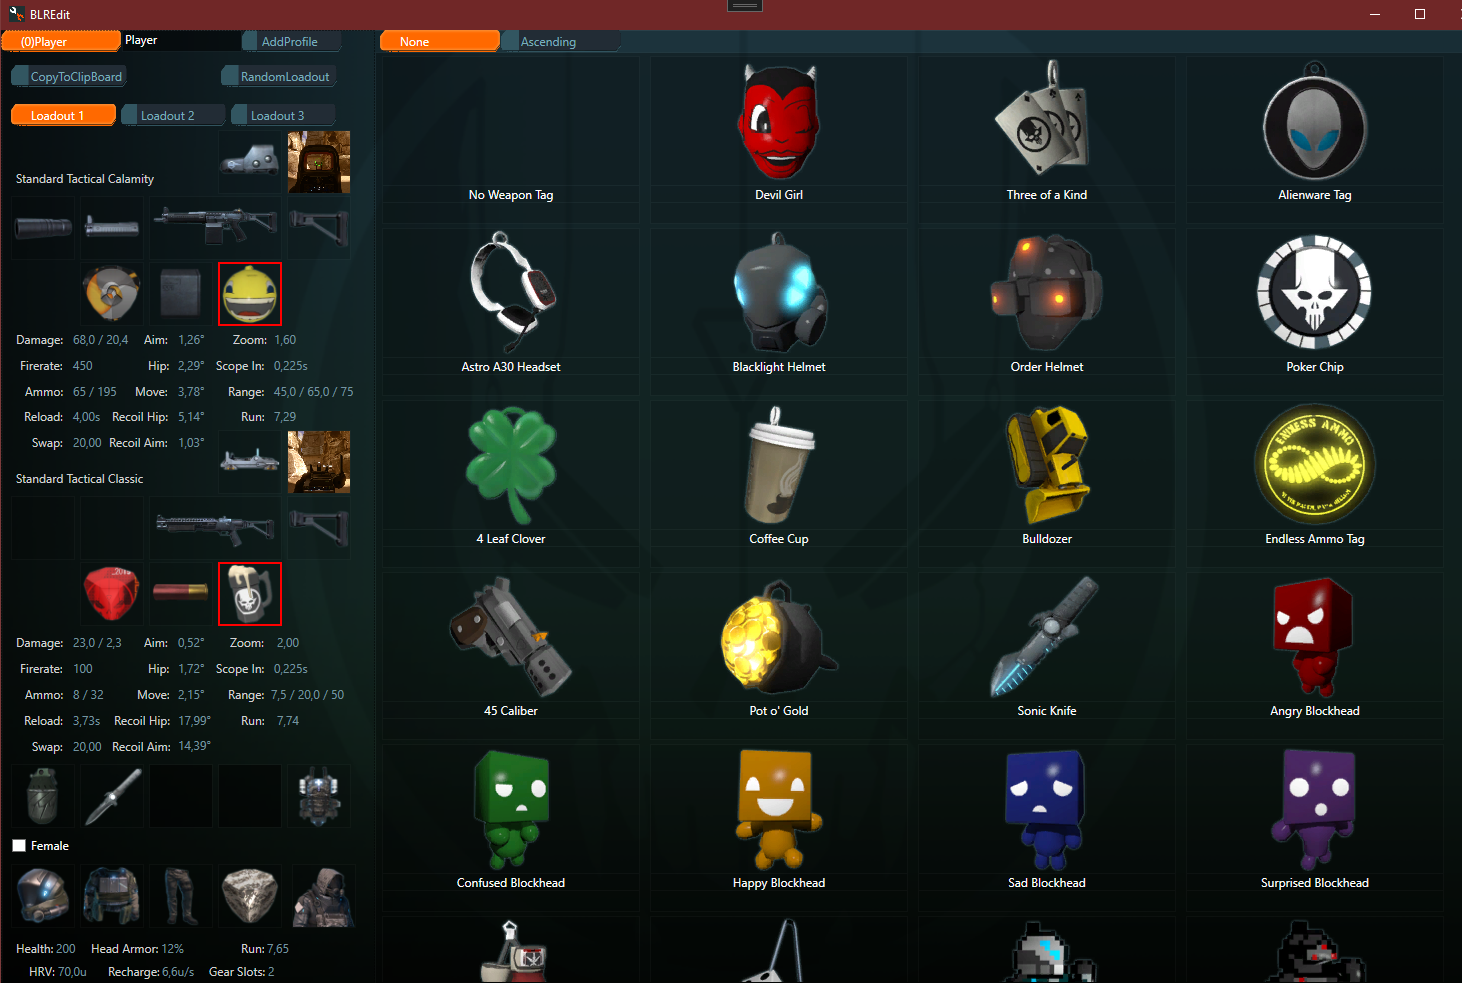 BLREdit
(0)Player
Player
AddProfile
None
Ascending
CopyToClipBoard
RandomLoadout
Loadout 1
Loadout 2
Loadout 3
Standard Tactical Calamity
Damage: 68,0 / 20,4 Aim: 1,26° Zoom: 1,60
Firerate: 450 Hip: 2,29° Scope In: 0,225s
Ammo: 65 / 195 Move: 3,78° Range: 45,0 / 65,0 / 75
Reload: 4,00s Recoil Hip: 5,14° Run: 7,29
Swap: 20,00 Recoil Aim: 1,03°
Standard Tactical Classic
Damage: 23,0 / 2,3 Aim: 0,52° Zoom: 2,00
Firerate: 100 Hip: 1,72° Scope In: 0,225s
Ammo: 8 / 32 Move: 2,15° Range: 7,5 / 20,0 / 50
Reload: 3,73s Recoil Hip: 17,99° Run: 7,74
Swap: 20,00 Recoil Aim: 14,39°
Female
Health: 200 Head Armor: 12% Run: 7,65
HRV: 70,0u Recharge: 6,6u/s Gear Slots: 2
No Weapon Tag
Devil Girl
Three of a Kind
Alienware Tag
Astro A30 Headset
Blacklight Helmet
Order Helmet
Poker Chip
ENDLESS AMMO
4 Leaf Clover
Coffee Cup
Bulldozer
Endless Ammo Tag
45 Caliber
Pot o' Gold
Sonic Knife
Angry Blockhead
Confused Blockhead
Happy Blockhead
Sad Blockhead
Surprised Blockhead